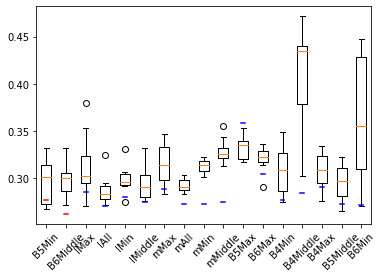 0.45
0.40
0.35
0.30
B5Min
B6Middle
lMax
lAll
lMin
lMiddle
mMax
mAll
mMin
mMiddle
B5Max
B6Max
B4Min
B4Middle
B4Max
B5Middle
B6Min